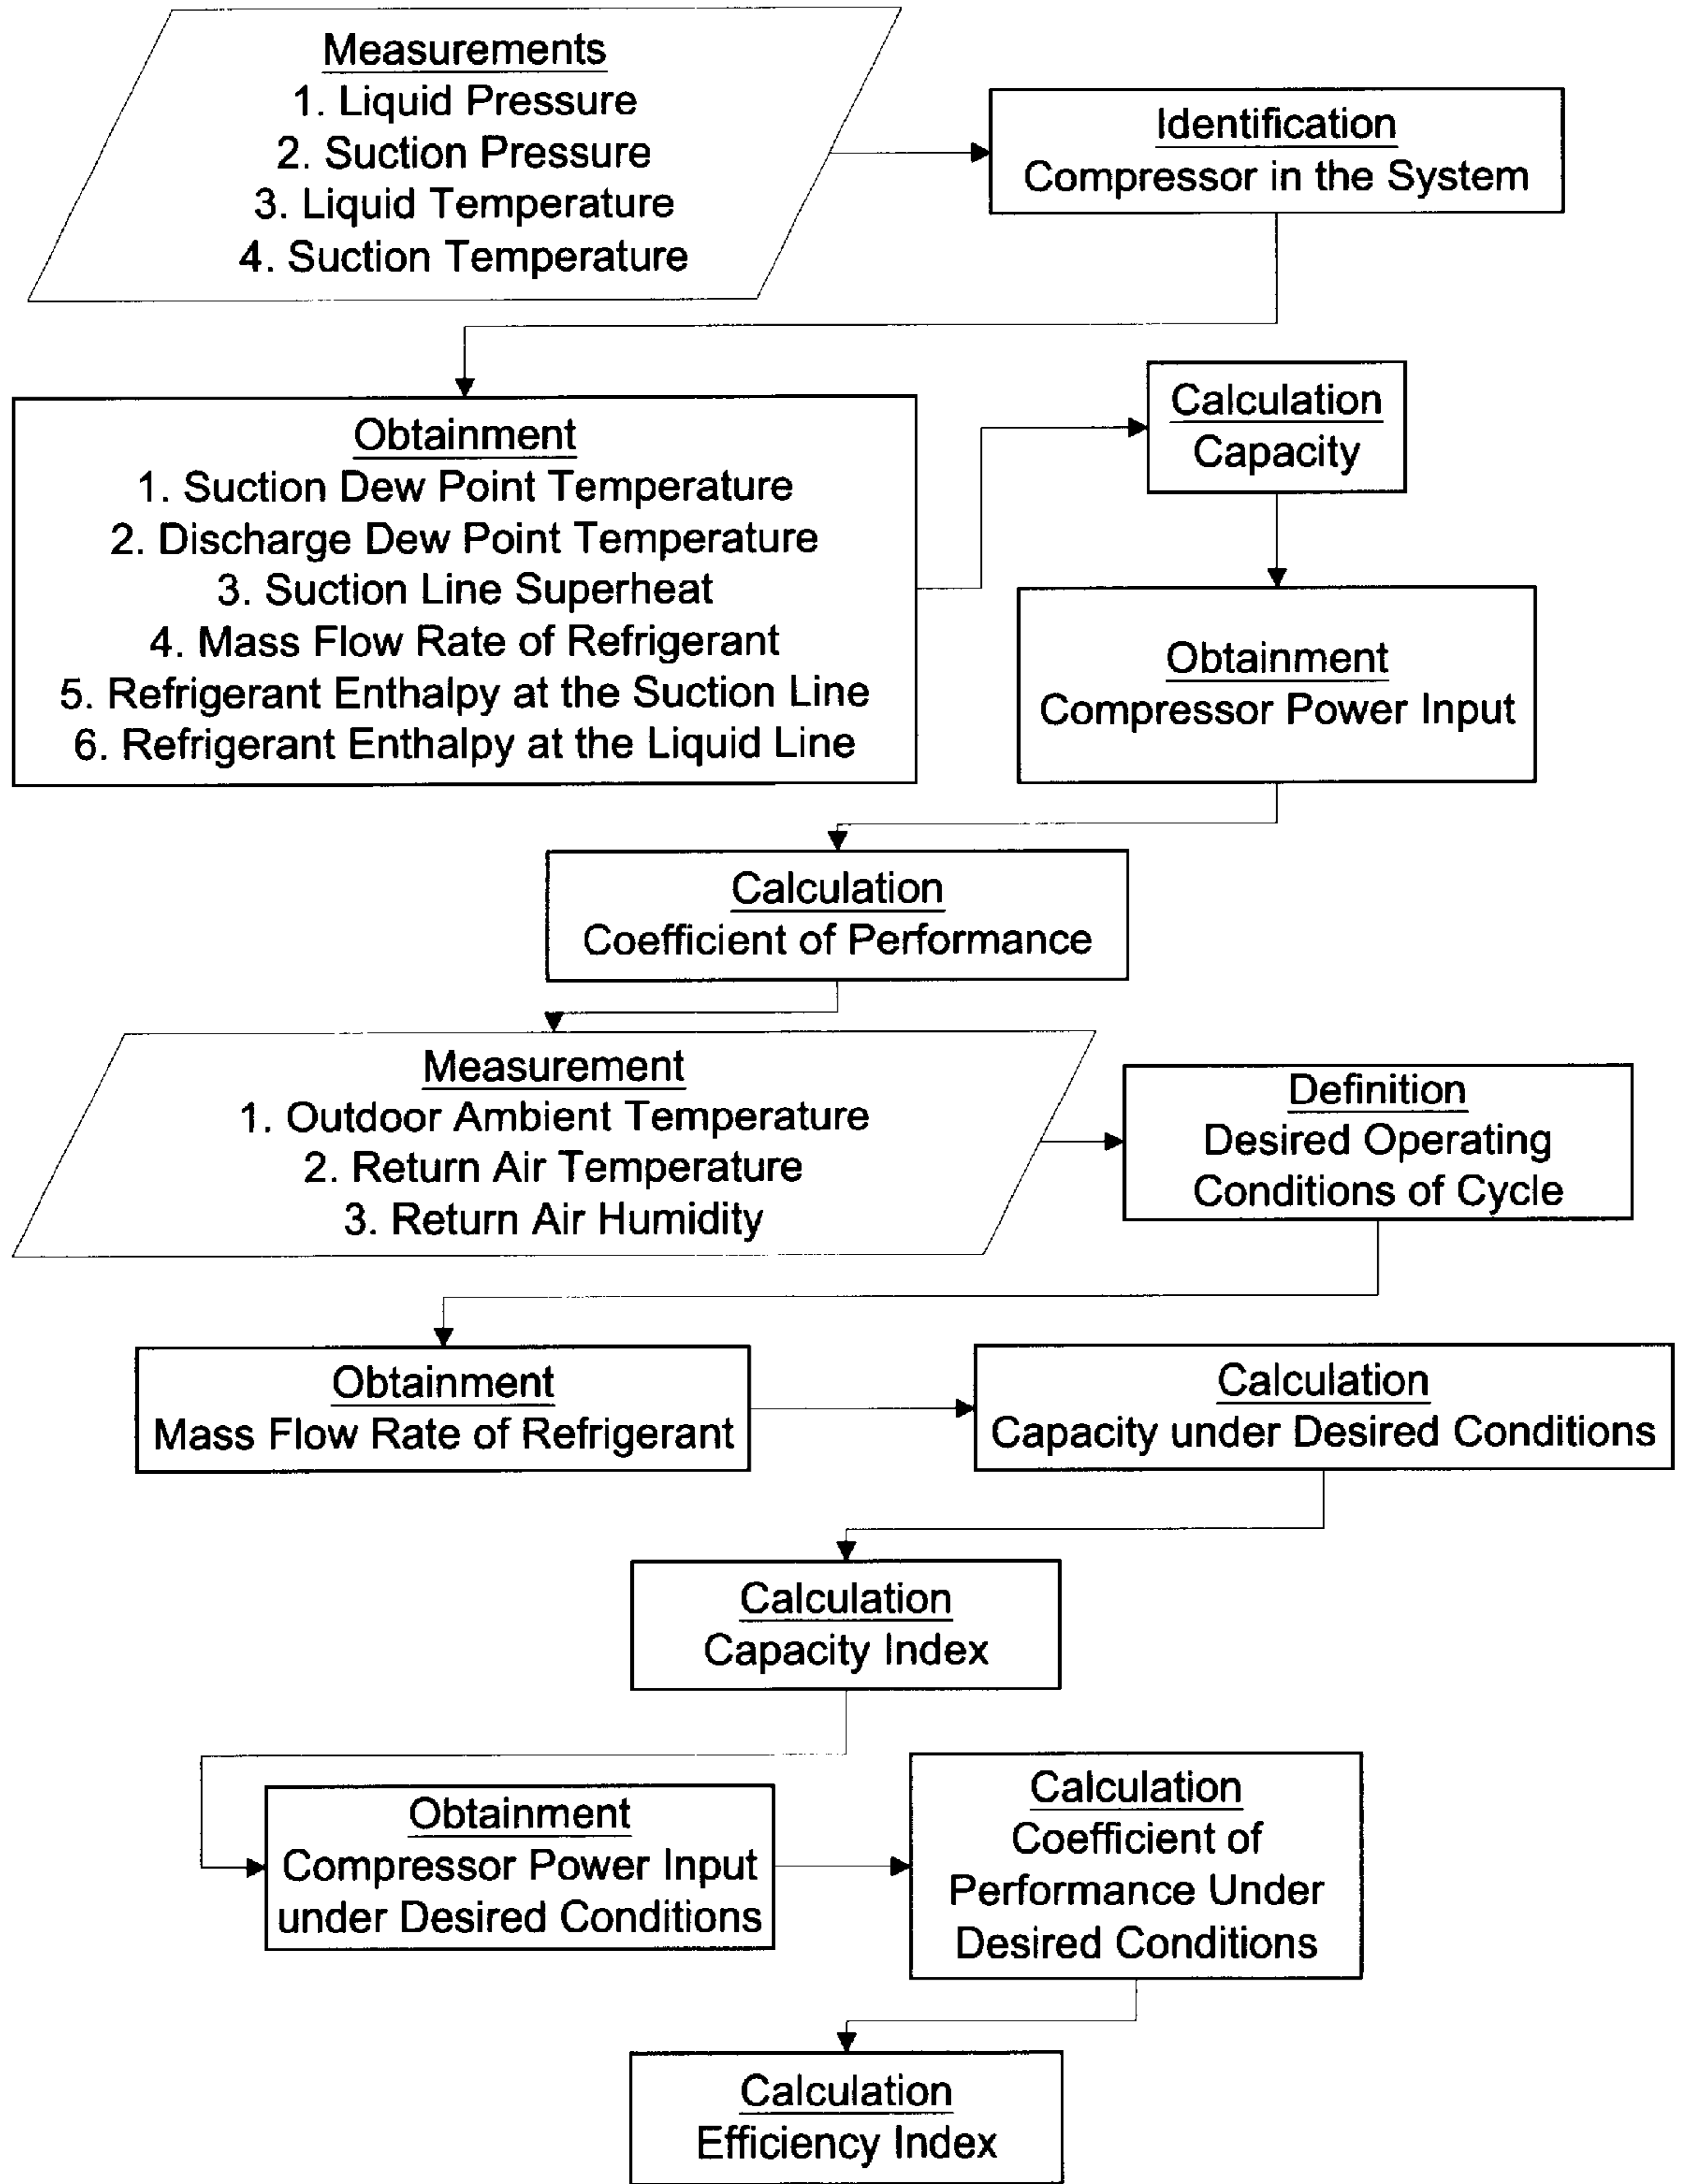 Measurements
1. Liquid Pressure
2. Suction Pressure
3. Liquid Temperature
4. Suction Temperature
Identification
Compressor in the System
Obtainment
1. Suction Dew Point Temperature
2. Discharge Dew Point Temperature
3. Suction Line Superheat
4. Mass Flow Rate of Refrigerant
5. Refrigerant Enthalpy at the Suction Line
6. Refrigerant Enthalpy at the Liquid Line
Calculation
Capacity
Obtainment
Compressor Power Input
Calculation
Coefficient of Performance
Measurement
1. Outdoor Ambient Temperature
2. Return Air Temperature
3. Return Air Humidity
Definition
Desired Operating
Conditions of Cycle
Obtainment
Mass Flow Rate of Refrigerant
Calculation
Capacity under Desired Conditions
Calculation
Capacity Index
Obtainment
Compressor Power Input
under Desired Conditions
Calculation
Coefficient of
Performance Under
Desired Conditions
Calculation
Efficiency Index